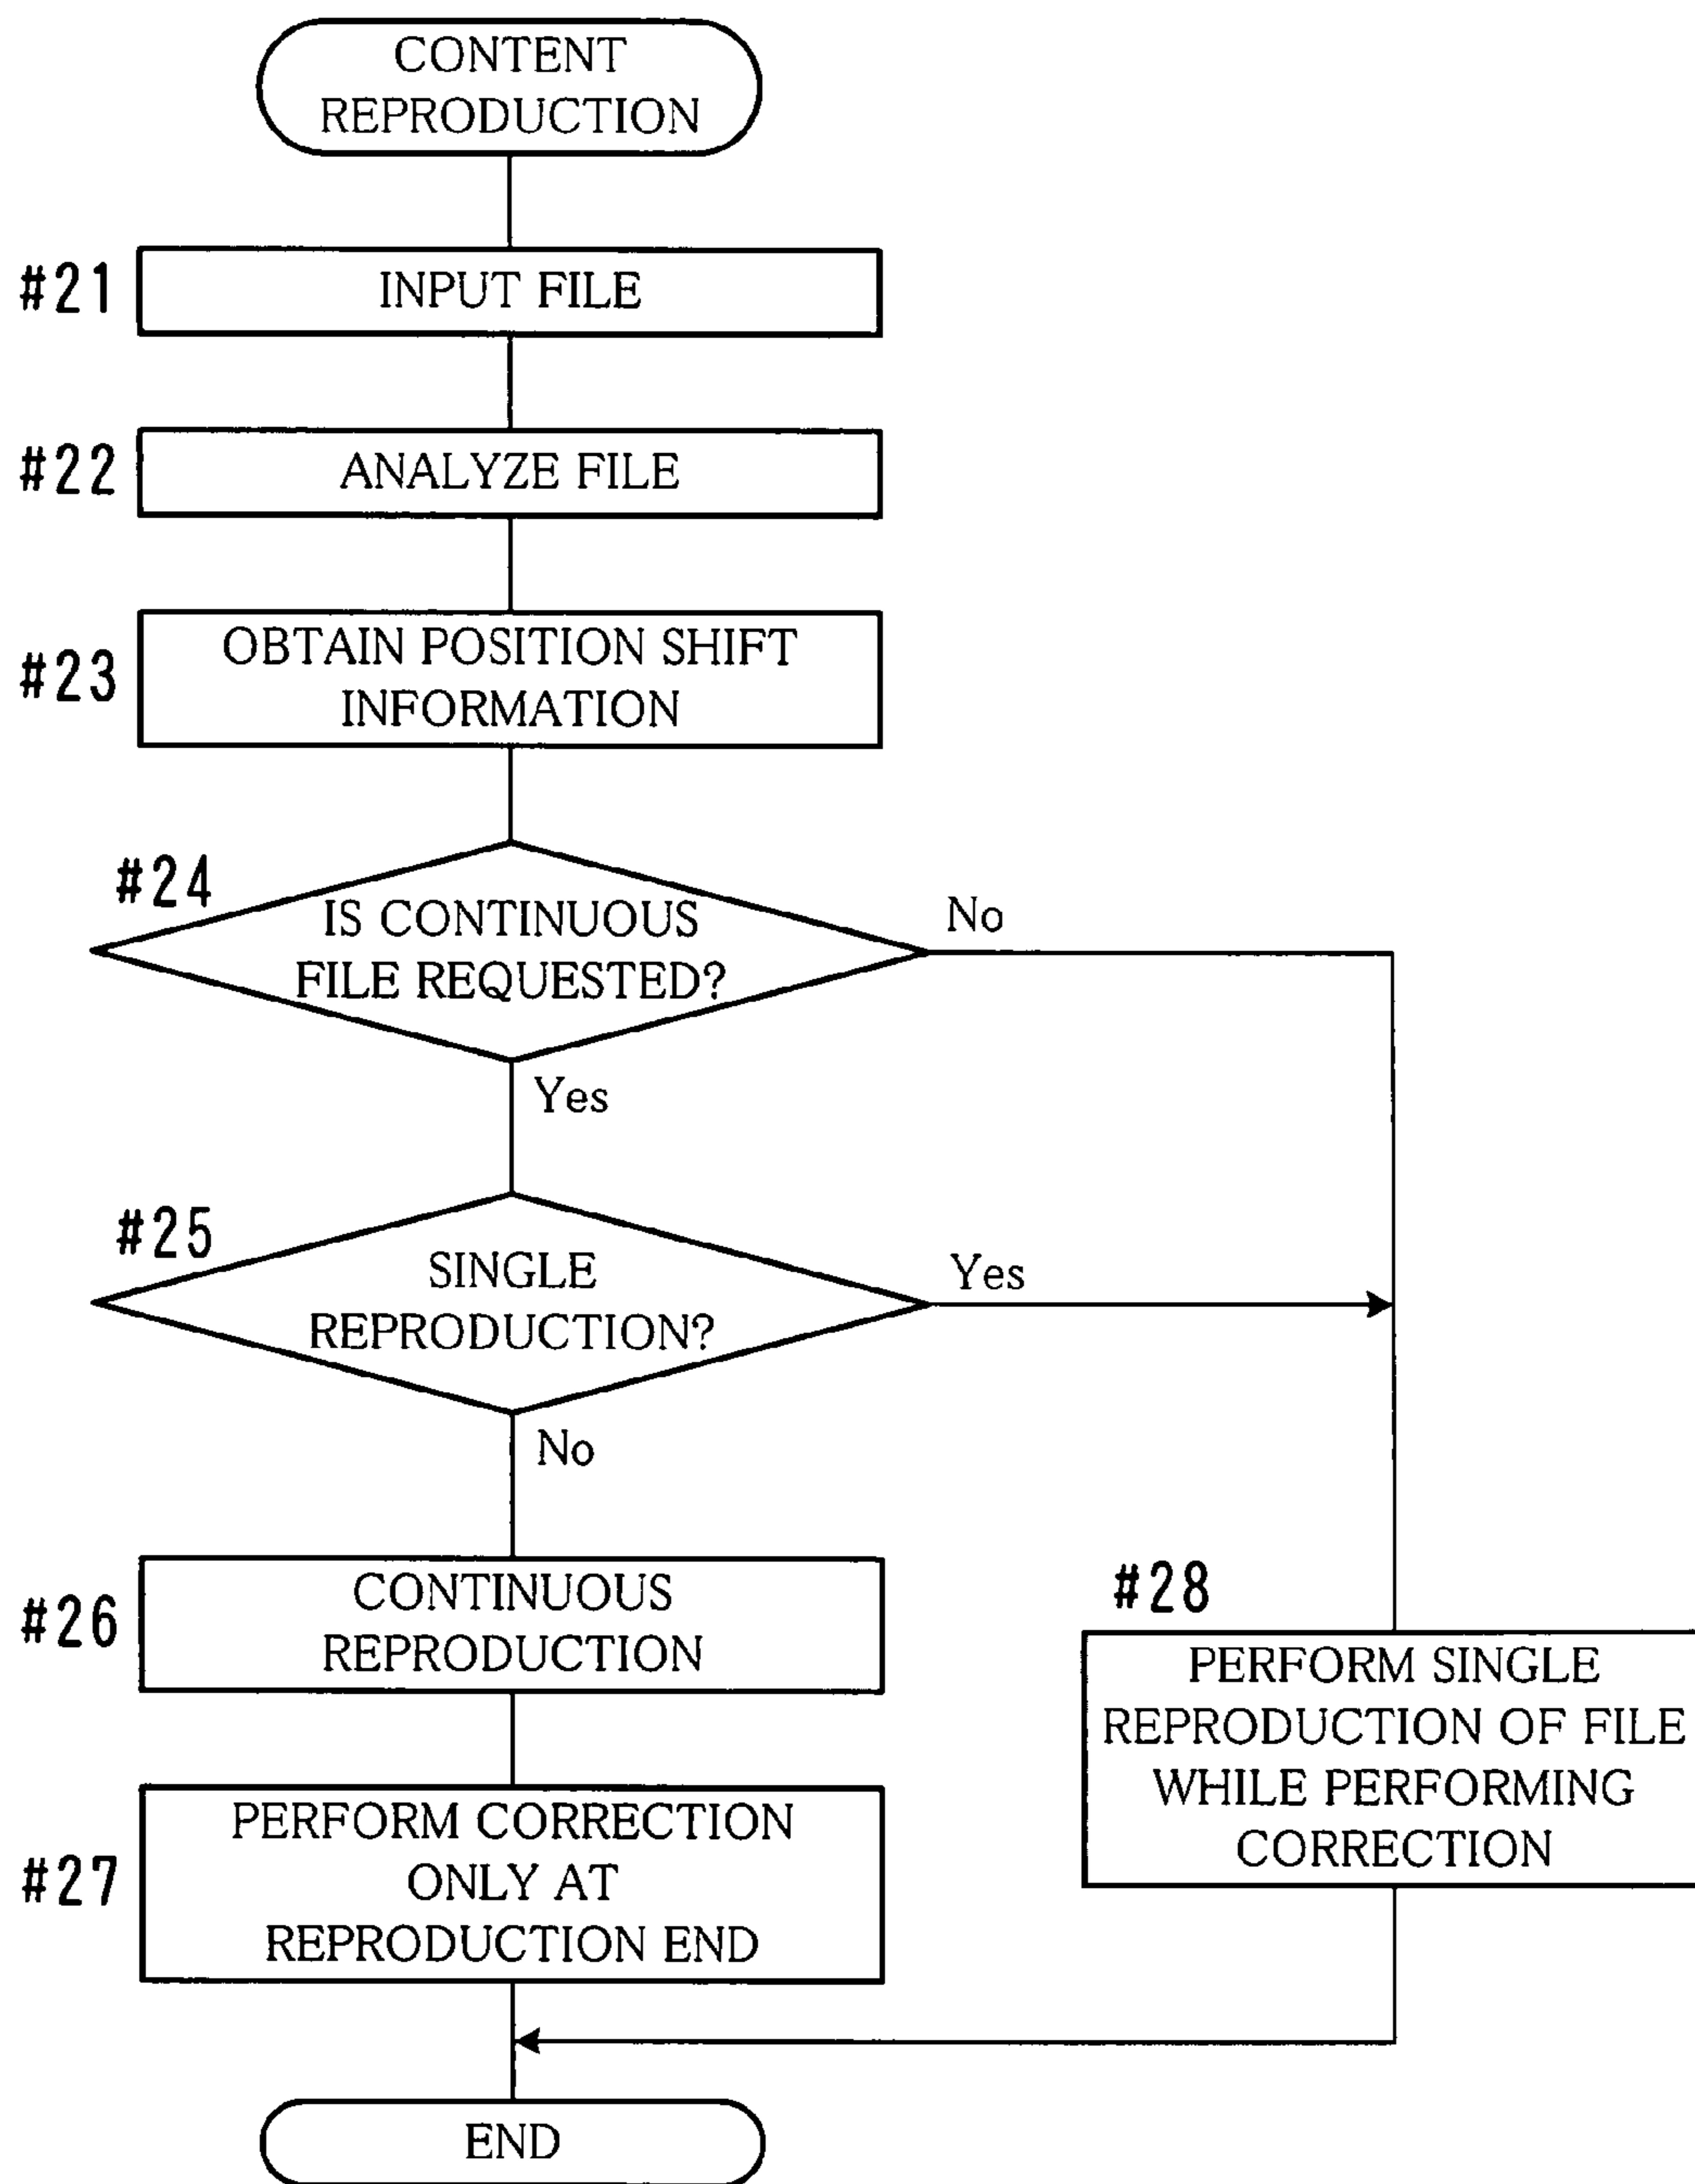 CONTENT
REPRODUCTION
#21
INPUT FILE
#22
ANALYZE FILE
#23
OBTAIN POSITION SHIFT
INFORMATION
#24
IS CONTINUOUS
FILE REQUESTED?
No
Yes
#25
SINGLE
REPRODUCTION?
Yes
No
#26
CONTINUOUS
REPRODUCTION
#28
PERFORM SINGLE
REPRODUCTION OF FILE
WHILE PERFORMING
CORRECTION
#27
PERFORM CORRECTION
ONLY AT
REPRODUCTION END
END